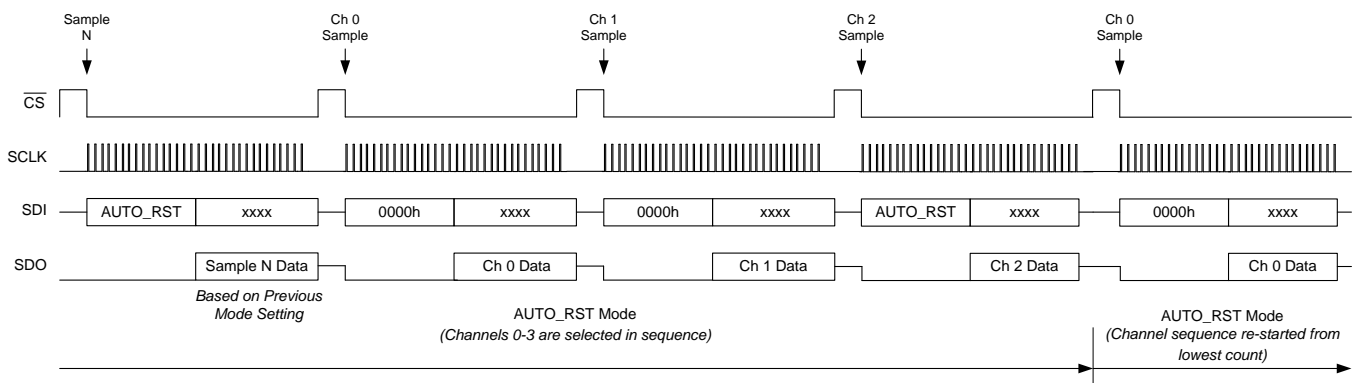 Sample
N
Ch 0
Sample
Ch 1
Sample
Ch 2
Sample
Ch 0
Sample
CS
SCLK
SDI
AUTO_RST
xxxx
0000h
xxxx
0000h
xxxx
AUTO_RST
xxxx
0000h
xxxx
SDO
Sample N Data
Ch 0 Data
Ch 1 Data
Ch 2 Data
Ch 0 Data
Based on Previous
Mode Setting
AUTO_RST Mode
(Channels 0-3 are selected in sequence)
AUTO_RST Mode
(Channel sequence re-started from
lowest count)